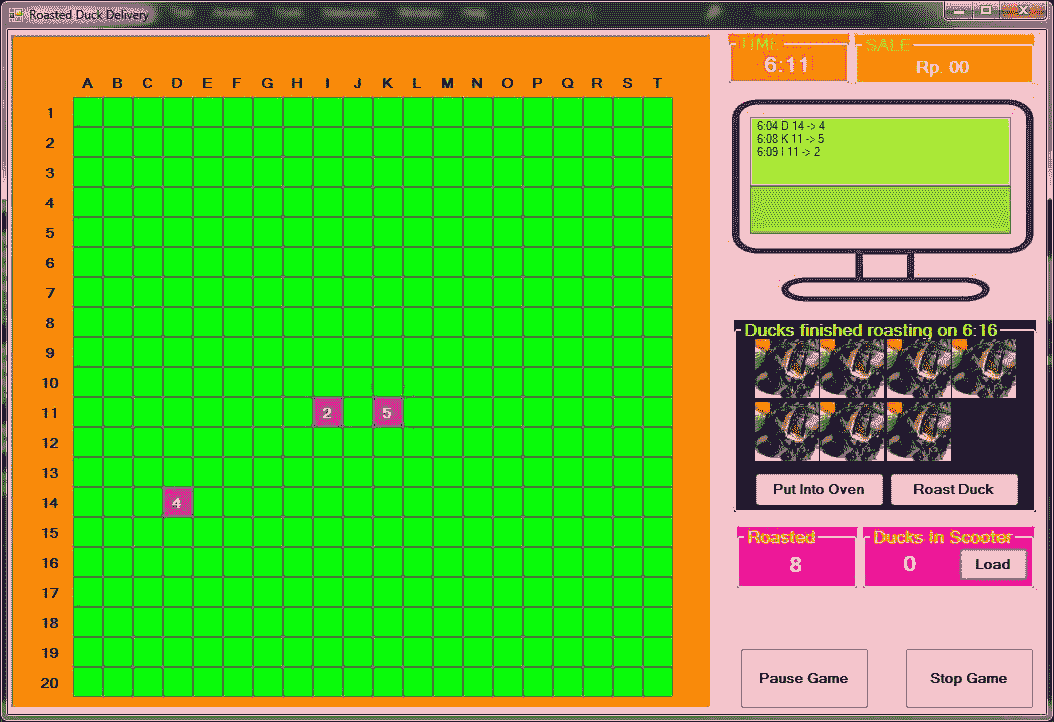 Roasted Duck Delivery
TIME
6:11
SALE
Rp. 00
A B C D E F G H I J K L M N O P Q R S T
1
2
3
4
5
6
7
8
9
10
11 2 5
12
13
14 4
15
16
17
18
19
20
6:04 D 14 -> 4
6:08 K 11 -> 5
6:09 I 11 -> 2
Ducks finished roasting on 6:16
Put Into Oven Roast Duck
Roasted
8
Ducks In Scooter
0 Load
Pause Game Stop Game